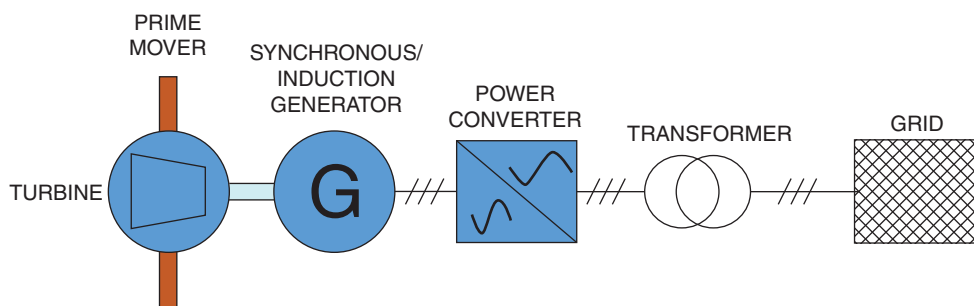 PRIME
MOVER
SYNCHRONOUS/
INDUCTION
GENERATOR
POWER
CONVERTER
TRANSFORMER
GRID
TURBINE
G